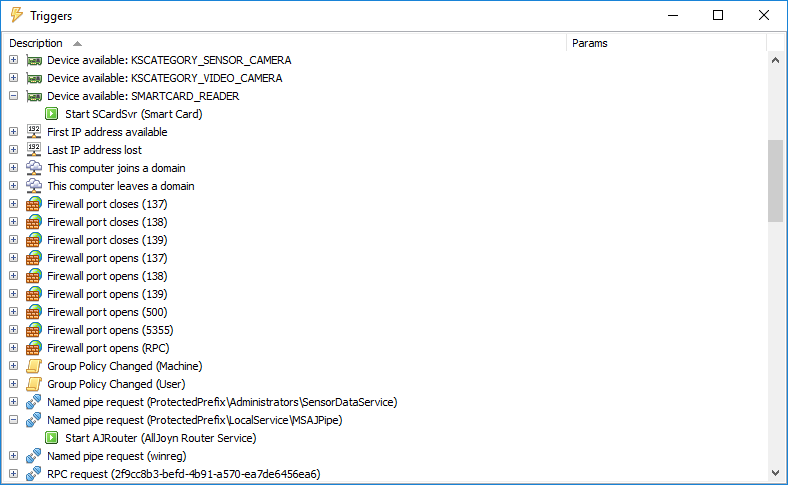 Triggers
Description Params
Device available: KSCATEGORY_SENSOR_CAMERA
Device available: KSCATEGORY_VIDEO_CAMERA
Device available: SMARTCARD_READER
Start SCardSvr (Smart Card)
192 First IP address available
192 Last IP address lost
This computer joins a domain
This computer leaves a domain
Firewall port closes (137)
Firewall port closes (138)
Firewall port closes (139)
Firewall port opens (137)
Firewall port opens (138)
Firewall port opens (139)
Firewall port opens (500)
Firewall port opens (5355)
Firewall port opens (RPC)
Group Policy Changed (Machine)
Group Policy Changed (User)
Named pipe request (ProtectedPrefix\Administrators\SensorDataService)
Named pipe request (ProtectedPrefix\LocalService\MSAJPipe)
Start AJRouter (AllJoyn Router Service)
Named pipe request (winreg)
RPC request (2f9cc8b3-befd-4b91-a570-ea7de6456ea6)